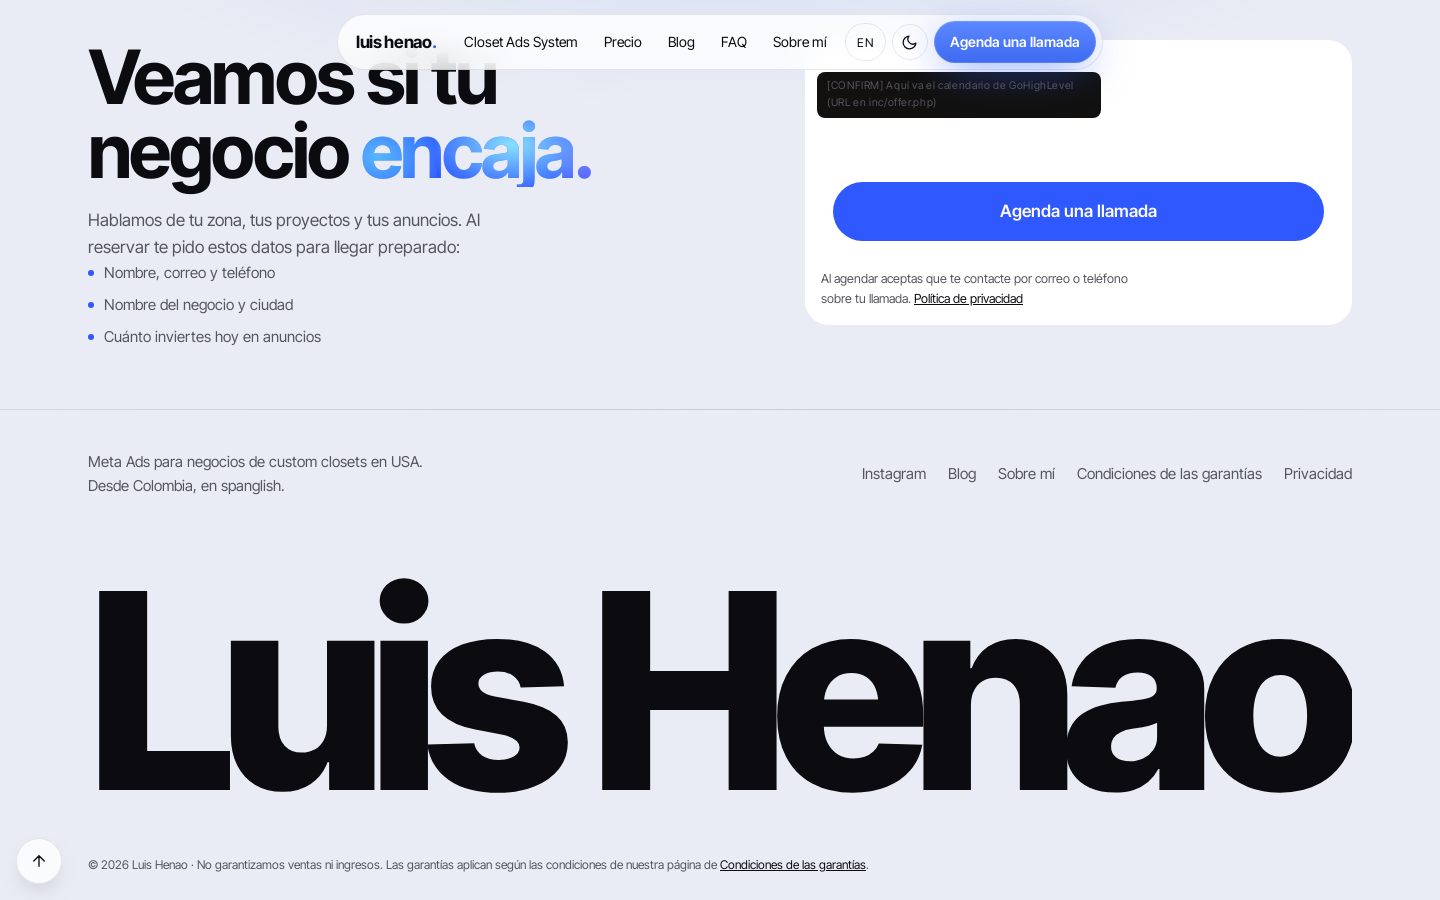 luis henao.
Closet Ads System
Precio
Blog
FAQ
Sobre mí
EN
Agenda una llamada
Veamos si tu
negocio encaja.
Hablamos de tu zona, tus proyectos y tus anuncios. Al
reservar te pido estos datos para llegar preparado:
Nombre, correo y teléfono
Nombre del negocio y ciudad
Cuánto inviertes hoy en anuncios
[CONFIRM] Aquí va el calendario de GoHighLevel
(URL en inc/offer.php)
Agenda una llamada
Al agendar aceptas que te contacte por correo o teléfono
sobre tu llamada. Política de privacidad
Meta Ads para negocios de custom closets en USA.
Desde Colombia, en spanglish.
Instagram
Blog
Sobre mí
Condiciones de las garantías
Privacidad
Luis Henao
© 2026 Luis Henao · No garantizamos ventas ni ingresos. Las garantías aplican según las condiciones de nuestra página de Condiciones de las garantías.